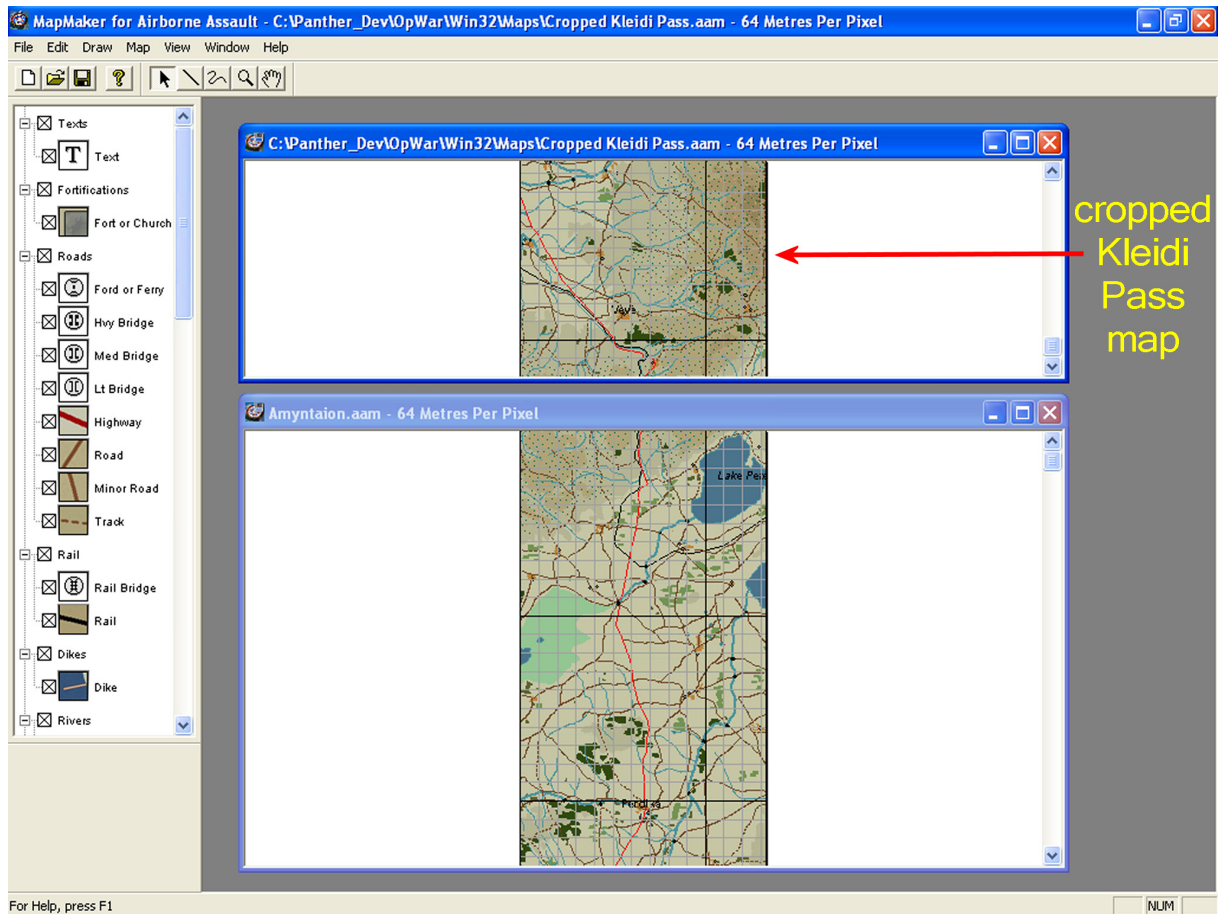 MapMaker for Airborne Assault - C:\Panther_Dev\OpWar\Win32\Maps\Cropped Kleidi Pass.aam - 64 Metres Per Pixel
File Edit Draw Map View Window Help
Texts
T Text
Fortifications
Fort or Church
Roads
Ford or Ferry
Hvy Bridge
Med Bridge
Lt Bridge
Highway
Road
Minor Road
Track
Rail
Rail Bridge
Rail
Dikes
Dike
Rivers
C:\Panther_Dev\OpWar\Win32\Maps\Cropped Kleidi Pass.aam - 64 Metres Per Pixel
cropped
Kleidi
Pass
map
Amyntaion.aam - 64 Metres Per Pixel
For Help, press F1
NUM